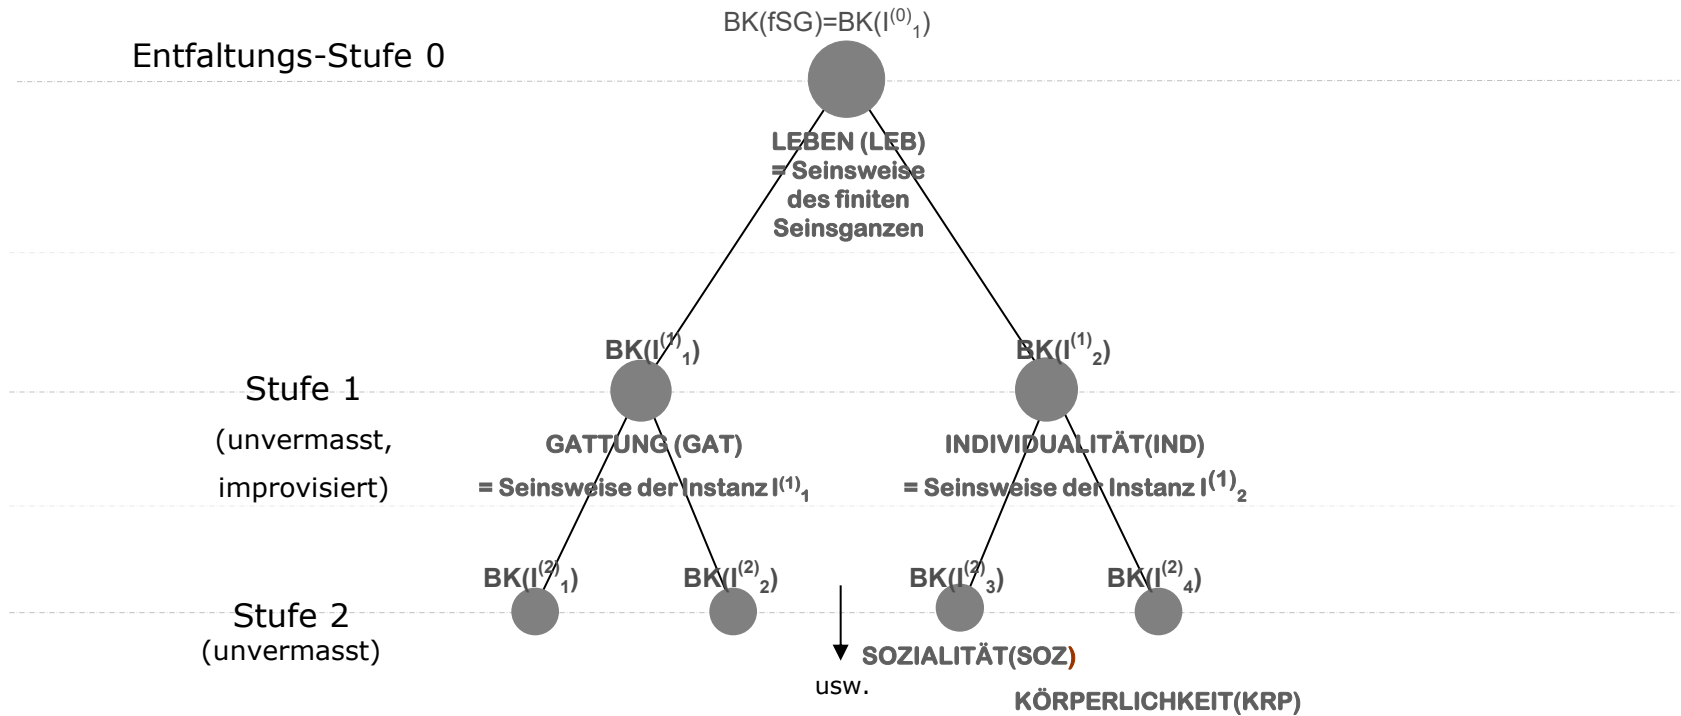 BK(fSG)=BK(I⁽⁰⁾₁)
Entfaltungs-Stufe 0
LEBEN (LEB)
= Seinsweise
des finiten
Seinsganzen
BK(I⁽¹⁾₁)
BK(I⁽¹⁾₂)
Stufe 1
(unvermasst,
improvisiert)
GATTUNG (GAT)
= Seinsweise der Instanz I⁽¹⁾₁
INDIVIDUALITÄT(IND)
= Seinsweise der Instanz I⁽¹⁾₂
BK(I⁽²⁾₁)
BK(I⁽²⁾₂)
BK(I⁽²⁾₃)
BK(I⁽²⁾₄)
Stufe 2
(unvermasst)
usw.
SOZIALITÄT(SOZ)
KÖRPERLICHKEIT(KRP)